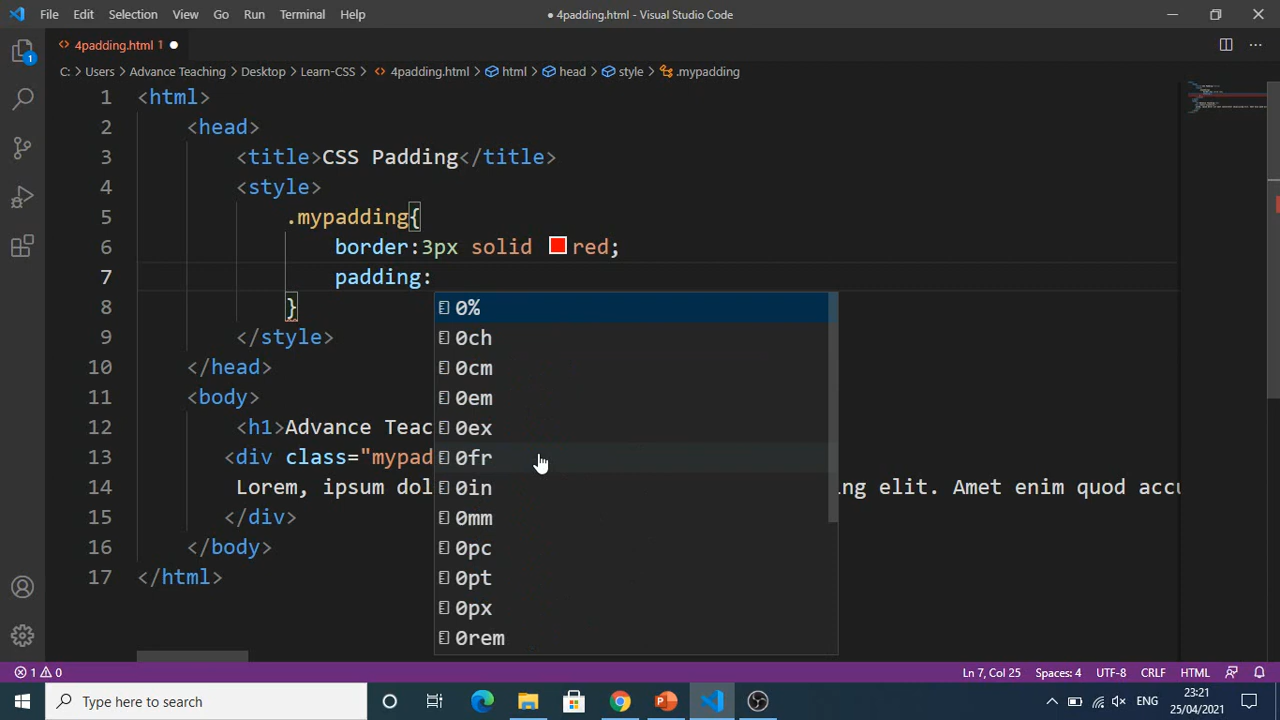 File Edit Selection View Go Run Terminal Help
● 4padding.html - Visual Studio Code
<> 4padding.html 1 ●
C: > Users > Advance Teaching > Desktop > Learn-CSS > <> 4padding.html > html > head > style > .mypadding
1 <html>
2 <head>
3 <title>CSS Padding</title>
4 <style>
5 .mypadding{
6 border:3px solid red;
7 padding:
8 }
9 </style>
10 </head>
11 <body>
12 <h1>Advance Teac
13 <div class="mypad
14 Lorem, ipsum dol
ng elit. Amet enim quod accu
15 </div>
16 </body>
17 </html>
0%
0ch
0cm
0em
0ex
0fr
0in
0mm
0pc
0pt
0px
0rem
1
1 0
Ln 7, Col 25 Spaces: 4 UTF-8 CRLF HTML
Type here to search
ENG
23:21
25/04/2021